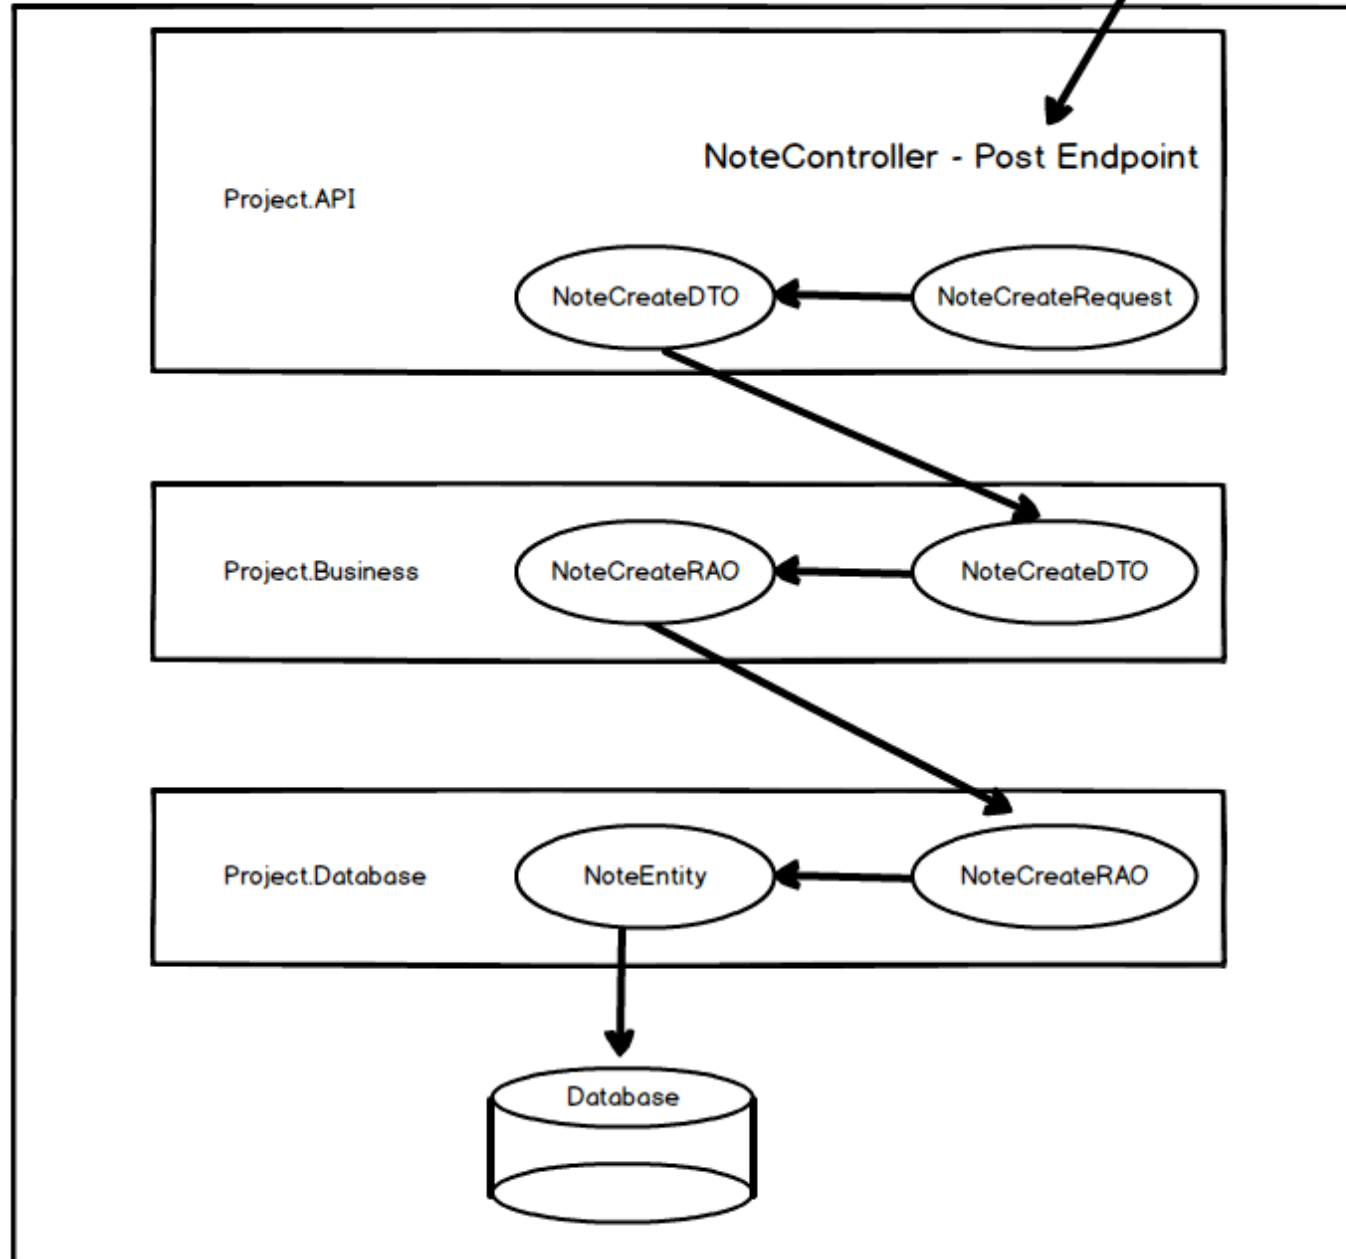 NoteController - Post Endpoint
Project.API
NoteCreateDTO
NoteCreateRequest
Project.Business
NoteCreateRAO
NoteCreateDTO
Project.Database
NoteEntity
NoteCreateRAO
Database